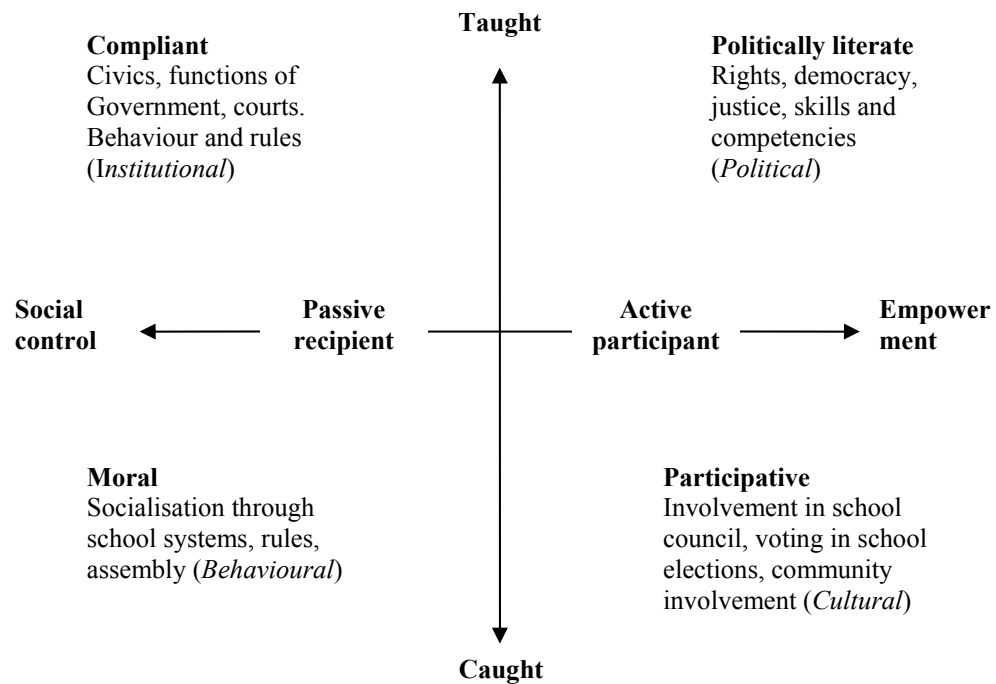 Taught
Compliant
Civics, functions of
Government, courts.
Behaviour and rules
(Institutional)
Politically literate
Rights, democracy,
justice, skills and
competencies
(Political)
Social
control
Passive
recipient
Active
participant
Empower
ment
Moral
Socialisation through
school systems, rules,
assembly (Behavioural)
Participative
Involvement in school
council, voting in school
elections, community
involvement (Cultural)
Caught